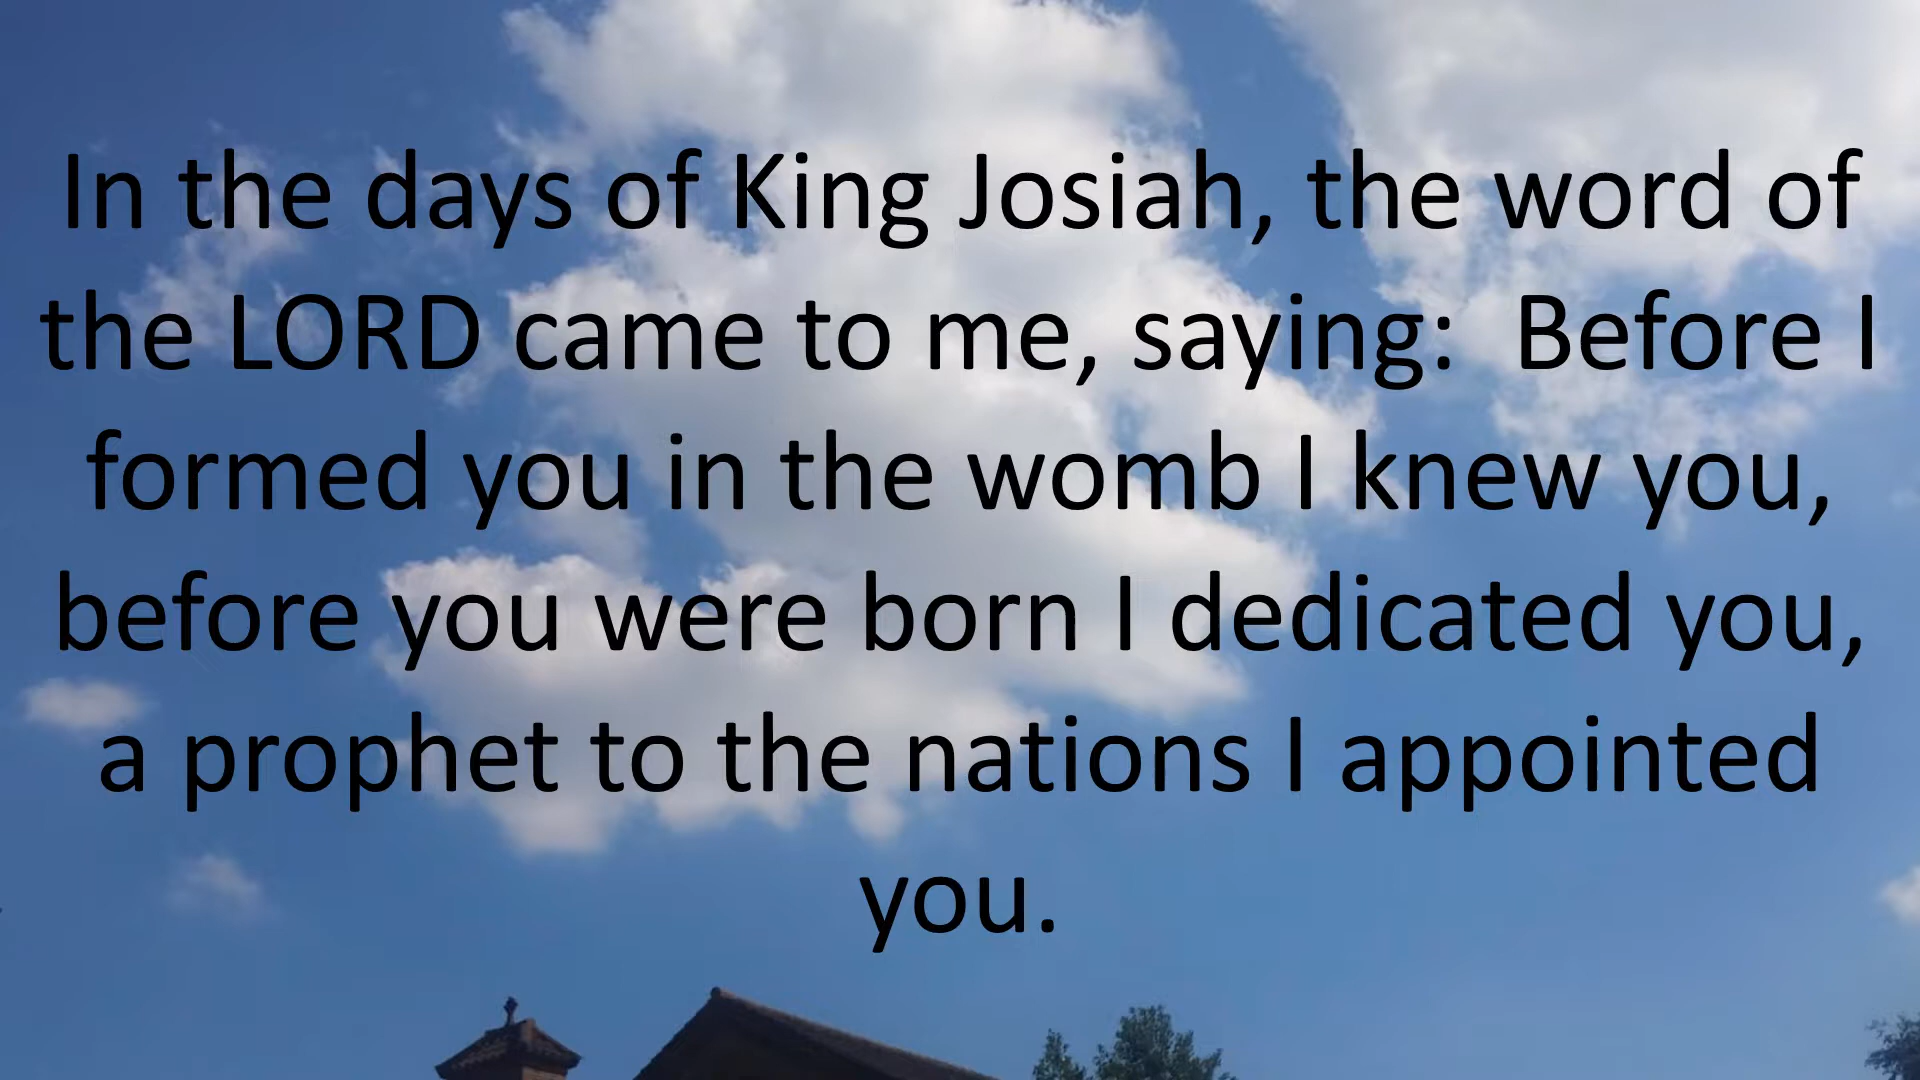 In the days of King Josiah, the word of
the LORD came to me, saying:  Before I
formed you in the womb I knew you,
before you were born I dedicated you,
a prophet to the nations I appointed
you.